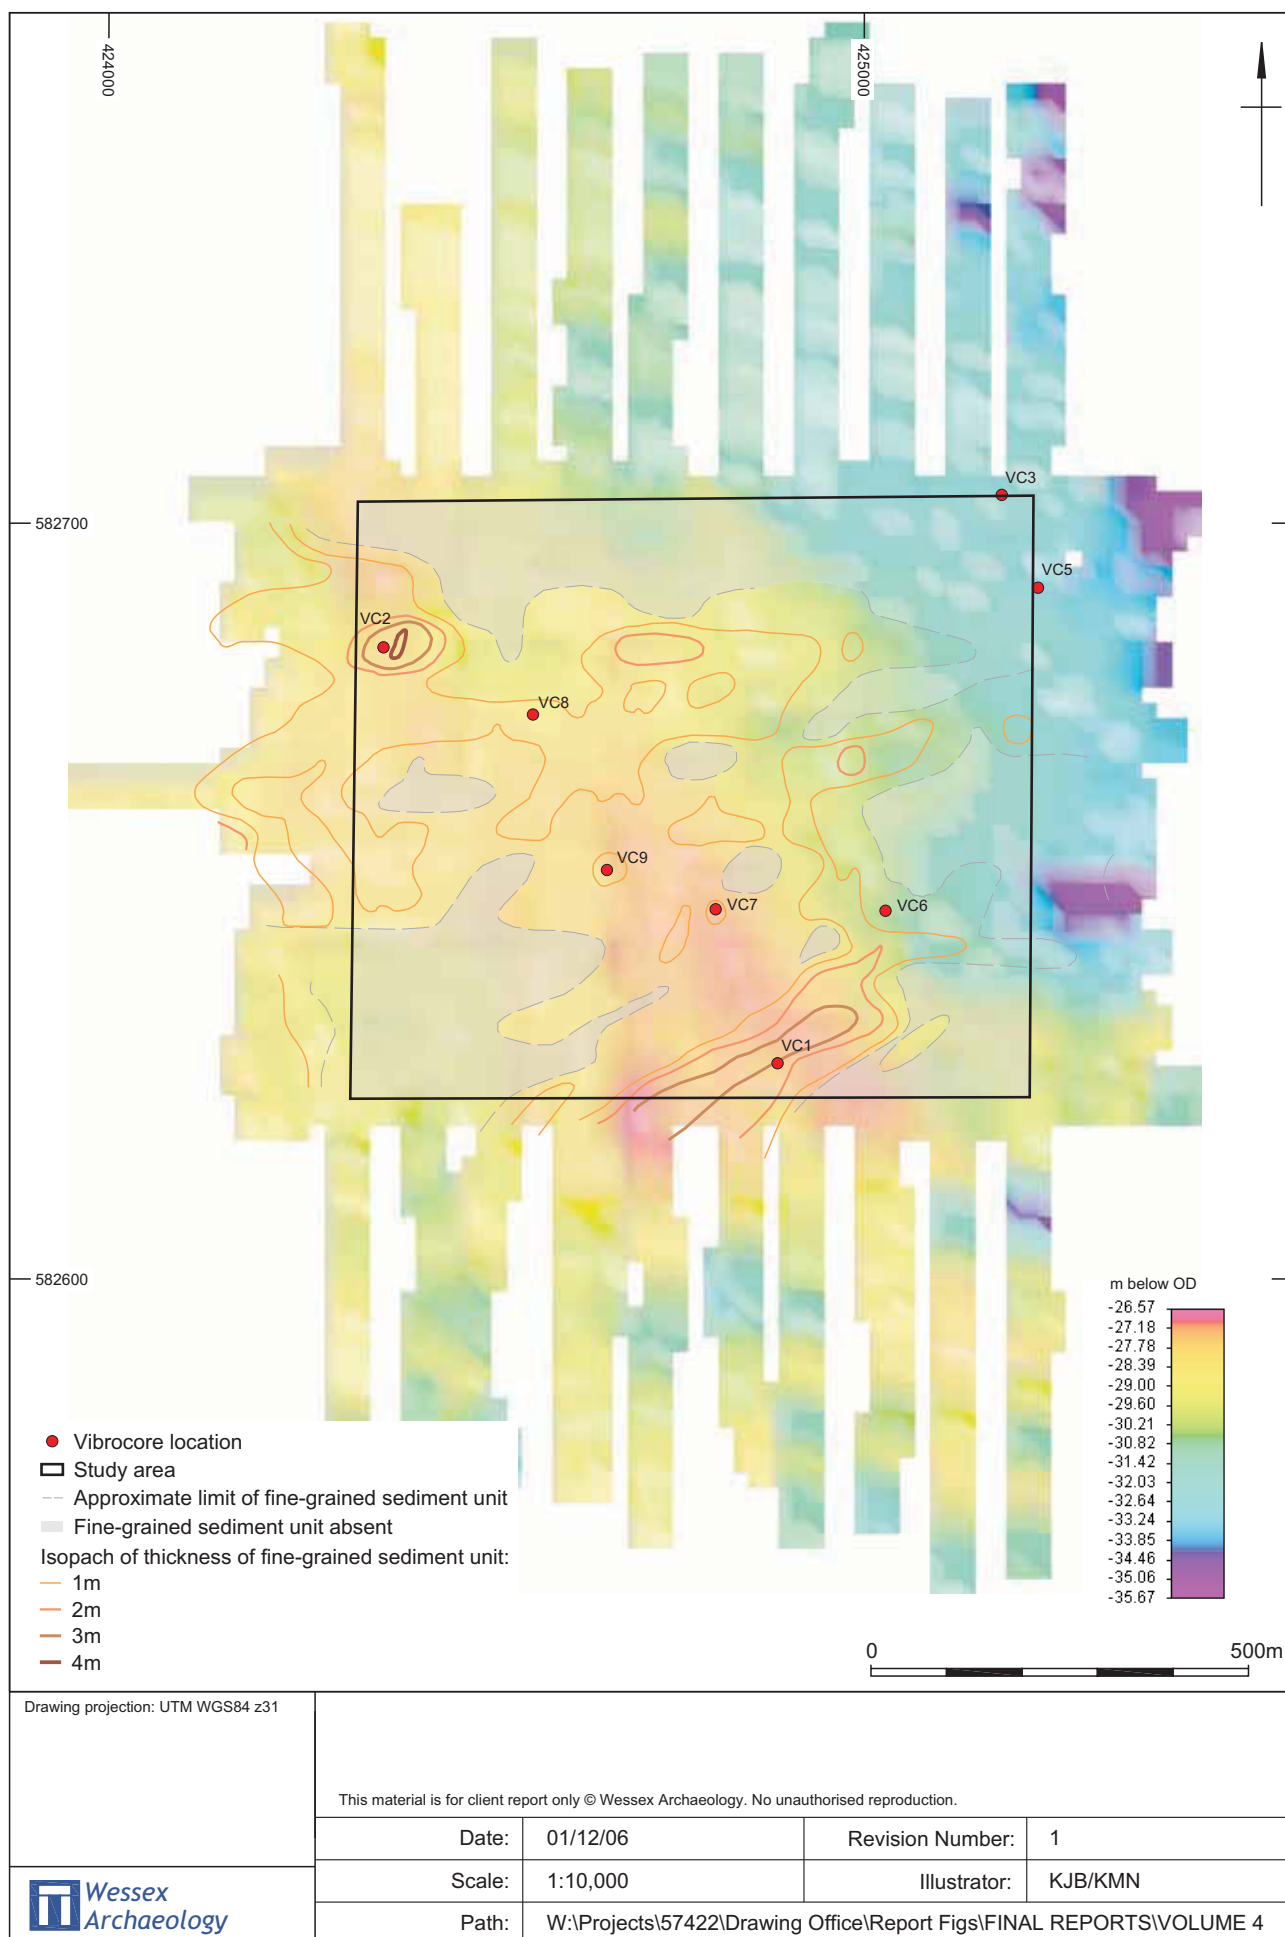 424000
425000
VC3
582700
VC5
VC2
VC8
VC9
VC7
VC6
VC1
582600
m below OD
-26.57
-27.18
-27.78
-28.39
-29.00
-29.60
-30.21
-30.82
-31.42
-32.03
-32.64
-33.24
-33.85
-34.46
-35.06
-35.67
Vibrocore location
Study area
Approximate limit of fine-grained sediment unit
Fine-grained sediment unit absent
Isopach of thickness of fine-grained sediment unit:
1m
2m
3m
4m
0 500m
Drawing projection: UTM WGS84 z31
This material is for client report only © Wessex Archaeology. No unauthorised reproduction.
Date: 01/12/06 Revision Number: 1
Scale: 1:10,000 Illustrator: KJB/KMN
Path: W:\Projects\57422\Drawing Office\Report Figs\FINAL REPORTS\VOLUME 4
Wessex
Archaeology